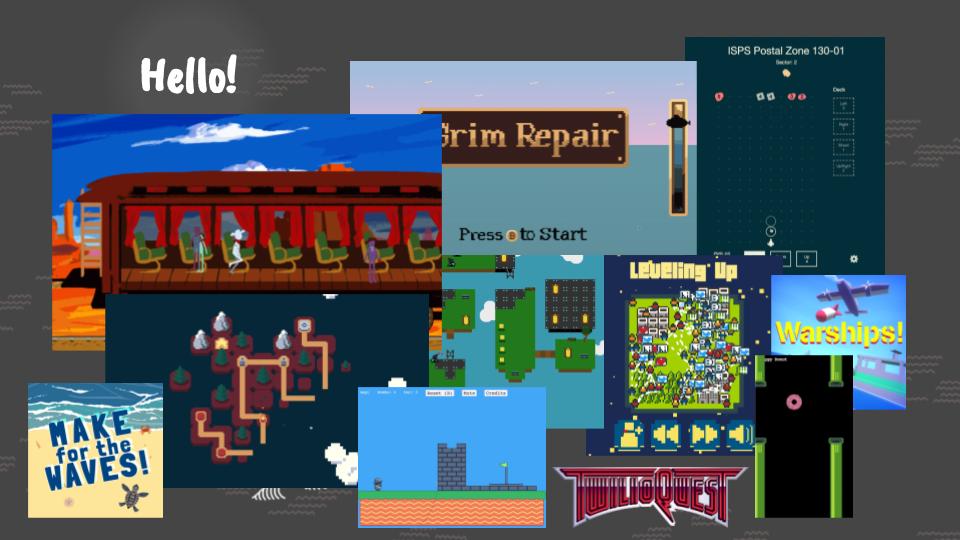 Hello!
ISPS Postal Zone 130-01
Sector: 2
Deck
Grim Repair
Press B to Start
Leveling Up
Warships!
MAKE
for the
WAVES!
Reset (R)
Mute
Credits
TWILIOQUEST